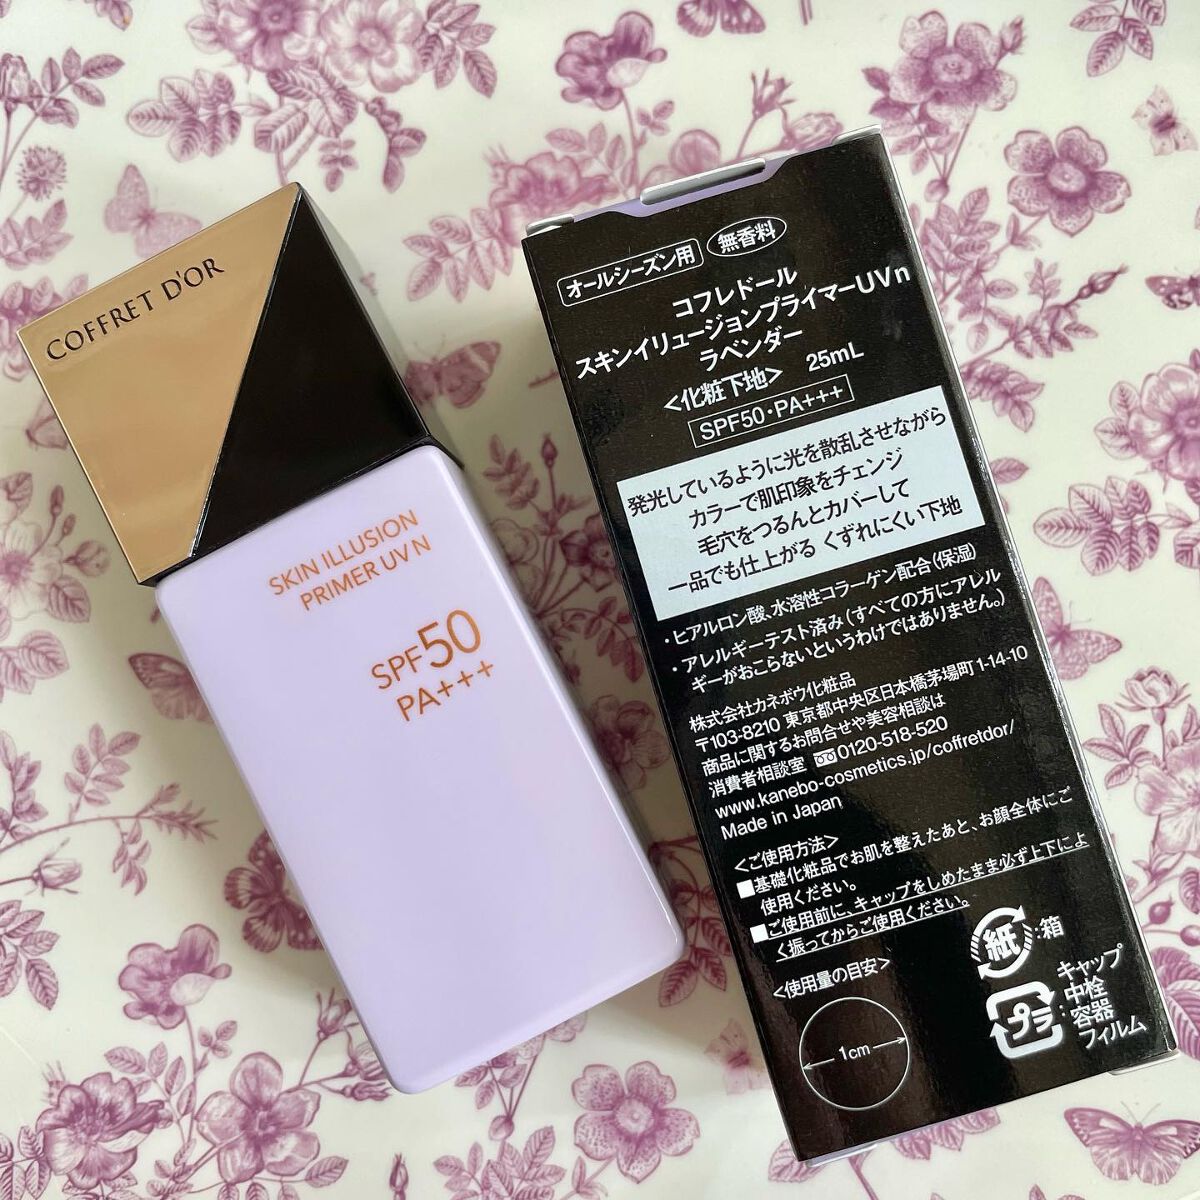 COFFRET D'OR
SKIN ILLUSION
PRIMER UV N
SPF50
PA+++
オールシーズン用 無香料
コフレドール
スキンイリュージョンプライマーUVn
ラベンダー
<化粧下地> 25mL
SPF50・PA+++
発光しているように光を散乱させながら
カラーで肌印象をチェンジ
毛穴をつるんとカバーして
一品でも仕上がる くずれにくい下地
・ヒアルロン酸、水溶性コラーゲン配合(保湿)
・アレルギーテスト済み(すべての方にアレル
ギーがおこらないというわけではありません。)
株式会社カネボウ化粧品
〒103-8210 東京都中央区日本橋茅場町1-14-10
商品に関するお問合せや美容相談は
消費者相談室 0120-518-520
www.kanebo-cosmetics.jp/coffretdor/
Made in Japan
<ご使用方法>
■基礎化粧品でお肌を整えたあと、お顔全体にご
使用ください。
■ご使用前に、キャップをしめたまま必ず上下によ
く振ってからご使用ください。
<使用量の目安>
1cm
紙:箱
プラ:キャップ
中栓
容器
フィルム